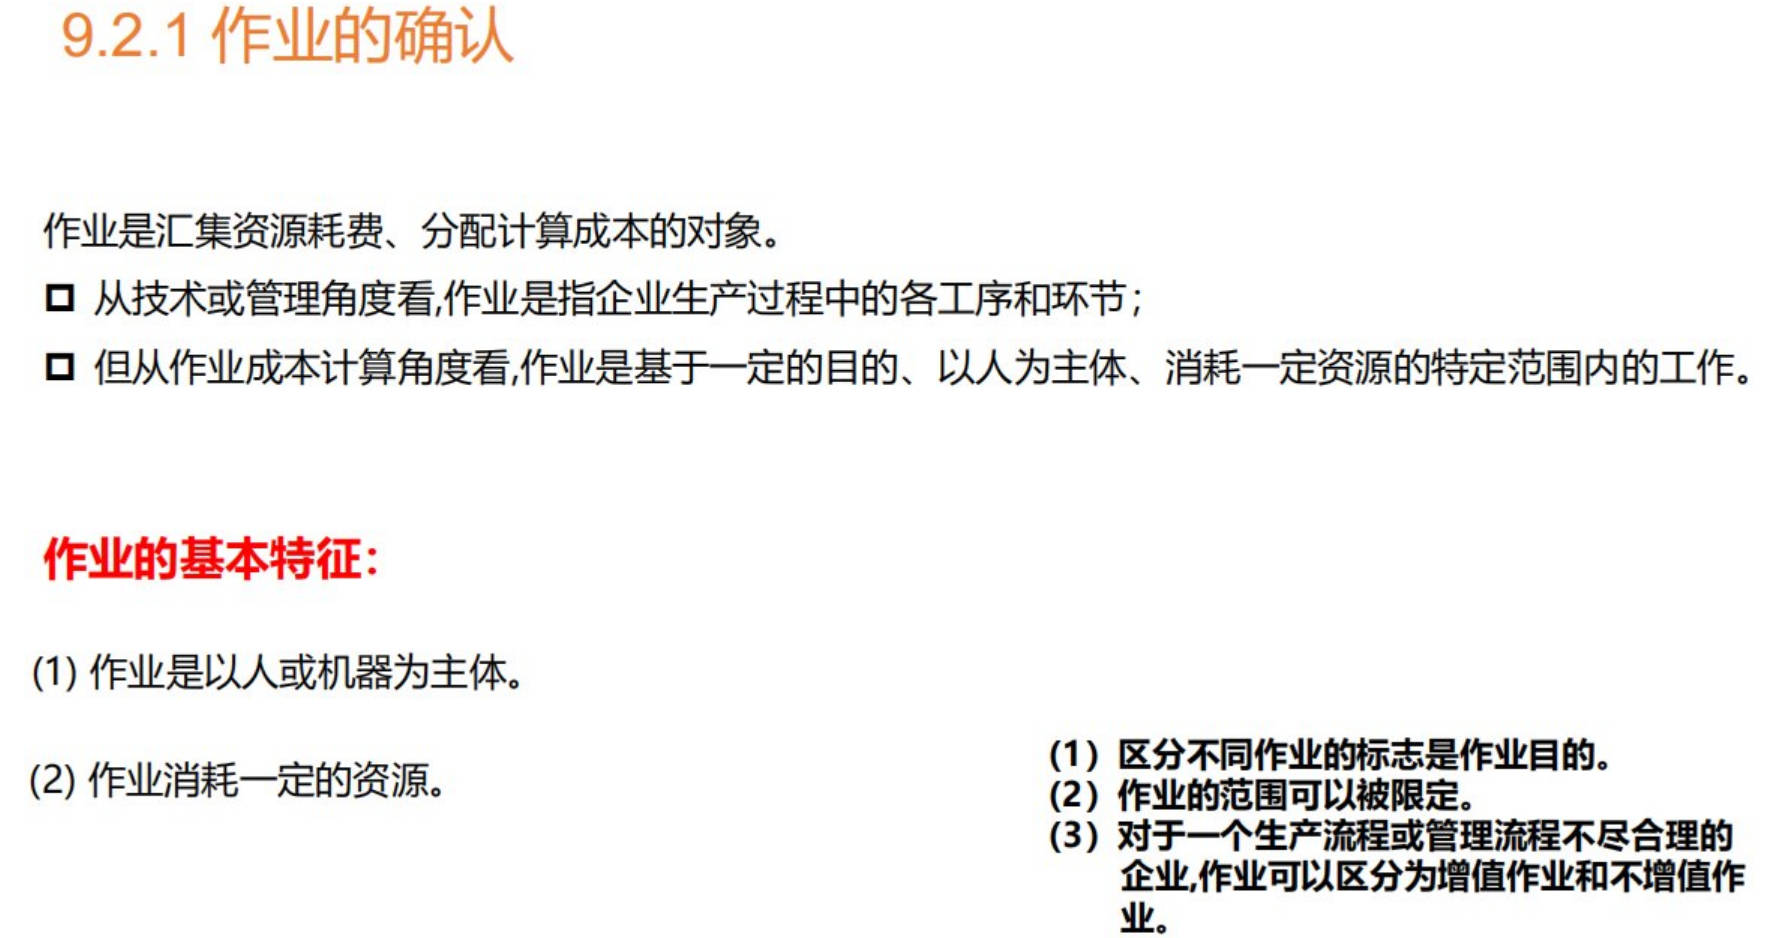 9.2.1 作业的确认
作业是汇集资源耗费、分配计算成本的对象。
从技术或管理角度看,作业是指企业生产过程中的各工序和环节；
但从作业成本计算角度看,作业是基于一定的目的、以人为主体、消耗一定资源的特定范围内的工作。
作业的基本特征：
(1) 作业是以人或机器为主体。
(2) 作业消耗一定的资源。
（1）区分不同作业的标志是作业目的。
（2）作业的范围可以被限定。
（3）对于一个生产流程或管理流程不尽合理的
企业,作业可以区分为增值作业和不增值作
业。